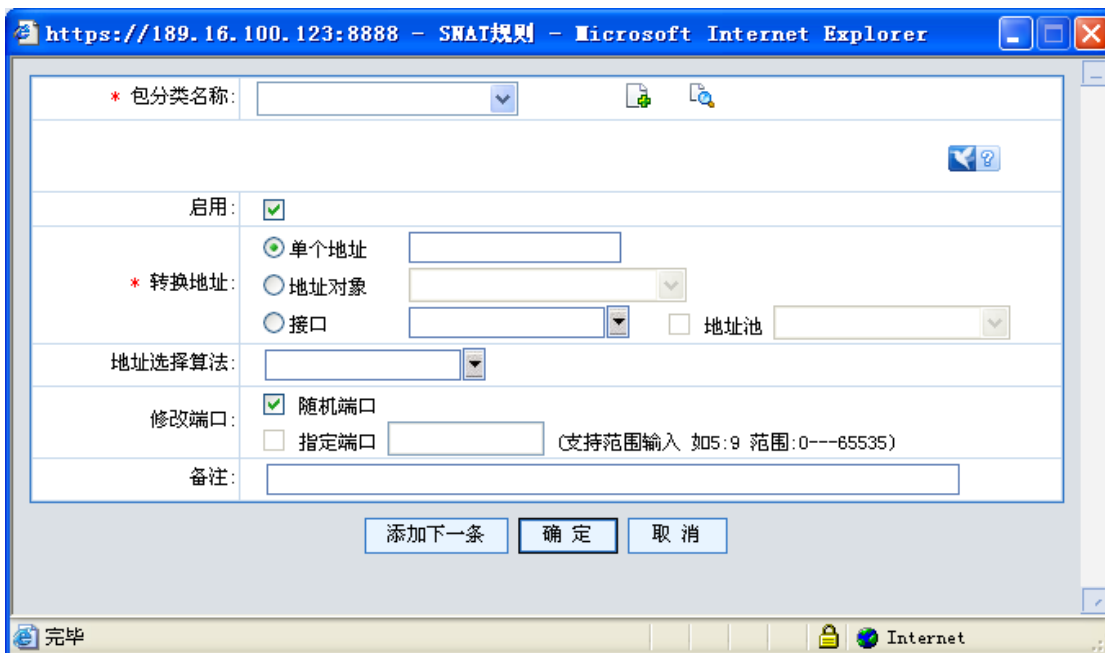 https://189.16.100.123:8888 - SNAT规则 - Microsoft Internet Explorer
* 包分类名称:
?
启用:
* 转换地址:
单个地址
地址对象
接口
地址池
地址选择算法:
修改端口:
随机端口
指定端口 (支持范围输入 如5:9 范围:0---65535)
备注:
添加下一条 确 定 取 消
完毕 Internet